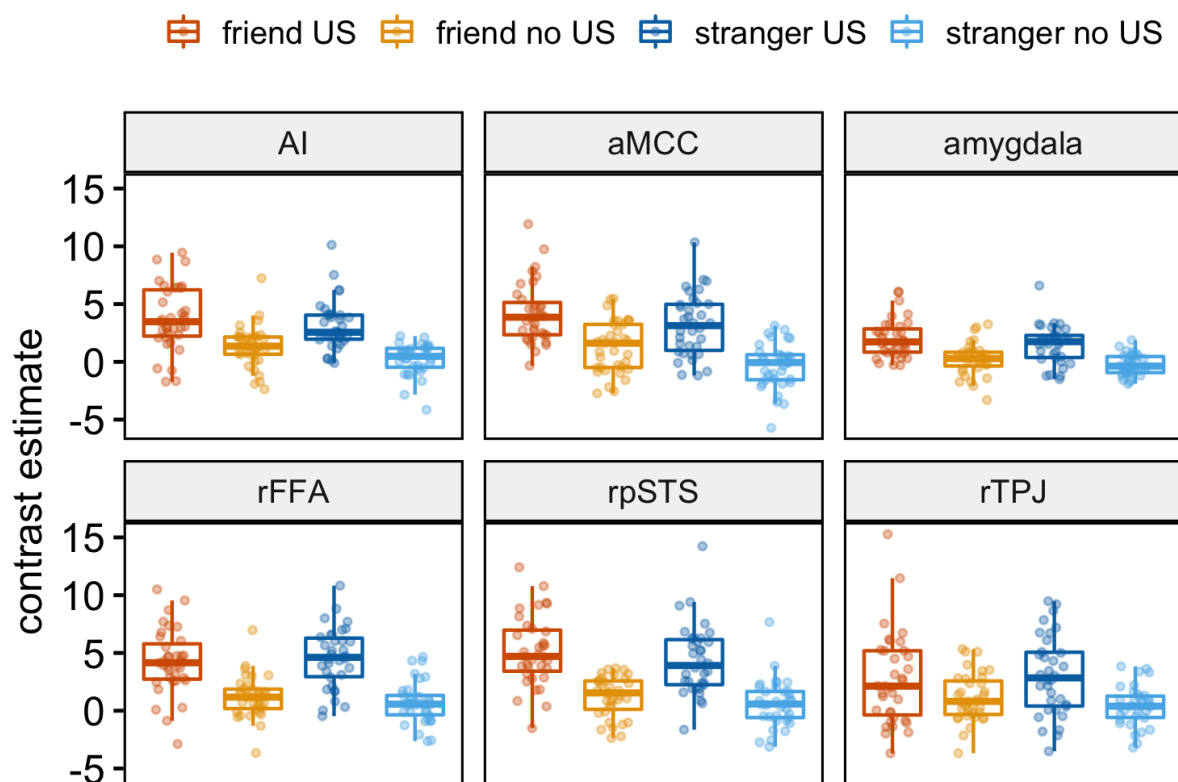 friend US friend no US stranger US stranger no US
AI aMCC amygdala
15
10
5
0
-5
contrast estimate
rFFA rpSTS rTPJ
15
10
5
0
-5